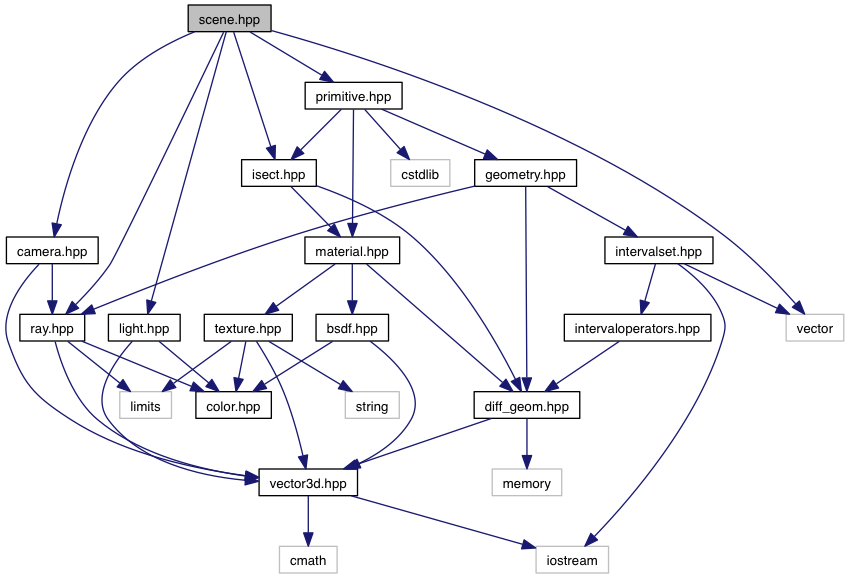 scene.hpp
primitive.hpp
isect.hpp
cstdlib
geometry.hpp
camera.hpp
material.hpp
intervalset.hpp
ray.hpp
light.hpp
texture.hpp
bsdf.hpp
intervaloperators.hpp
vector
limits
color.hpp
string
diff_geom.hpp
vector3d.hpp
memory
cmath
iostream